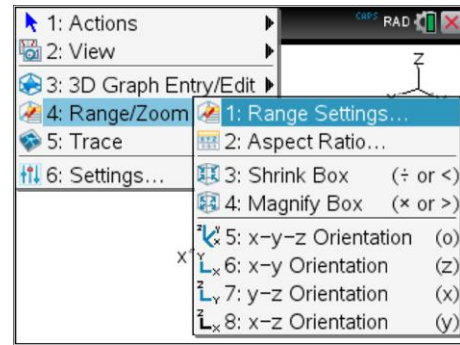 1: Actions
CAPS RAD
2: View
z
3: 3D Graph Entry/Edit
4: Range/Zoom
1: Range Settings...
5: Trace
2: Aspect Ratio...
6: Settings...
3: Shrink Box (÷ or <)
4: Magnify Box (× or >)
5: x-y-z Orientation (o)
x
6: x-y Orientation (z)
7: y-z Orientation (x)
8: x-z Orientation (y)